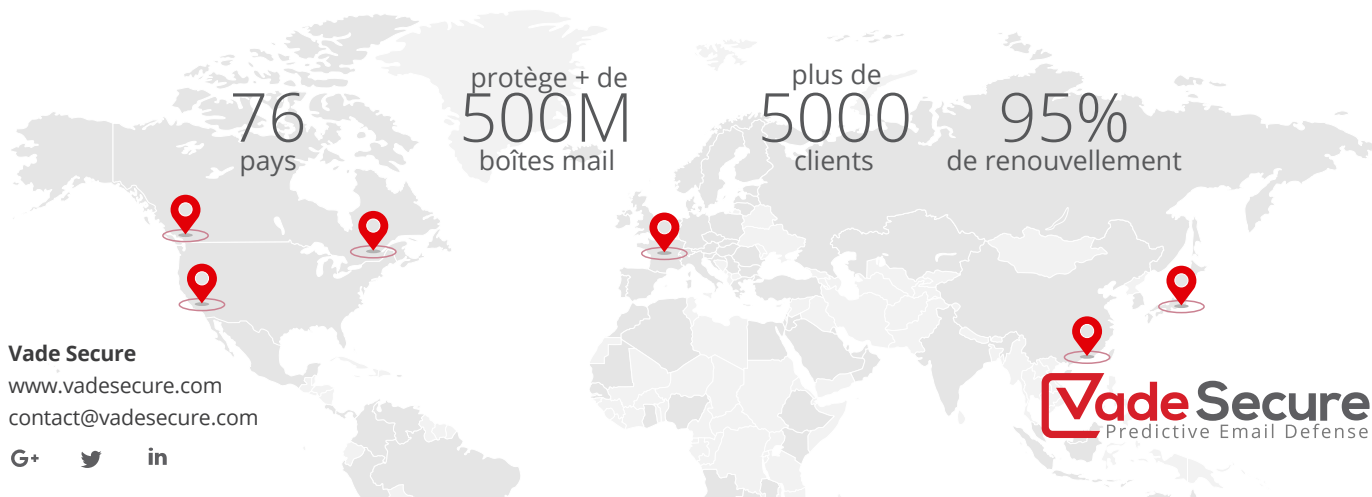 76
pays
protège + de
500M
boîtes mail
plus de
5000
clients
95%
de renouvellement
Vade Secure
www.vadesecure.com
contact@vadesecure.com
G+
in
Vade Secure
Predictive Email Defense